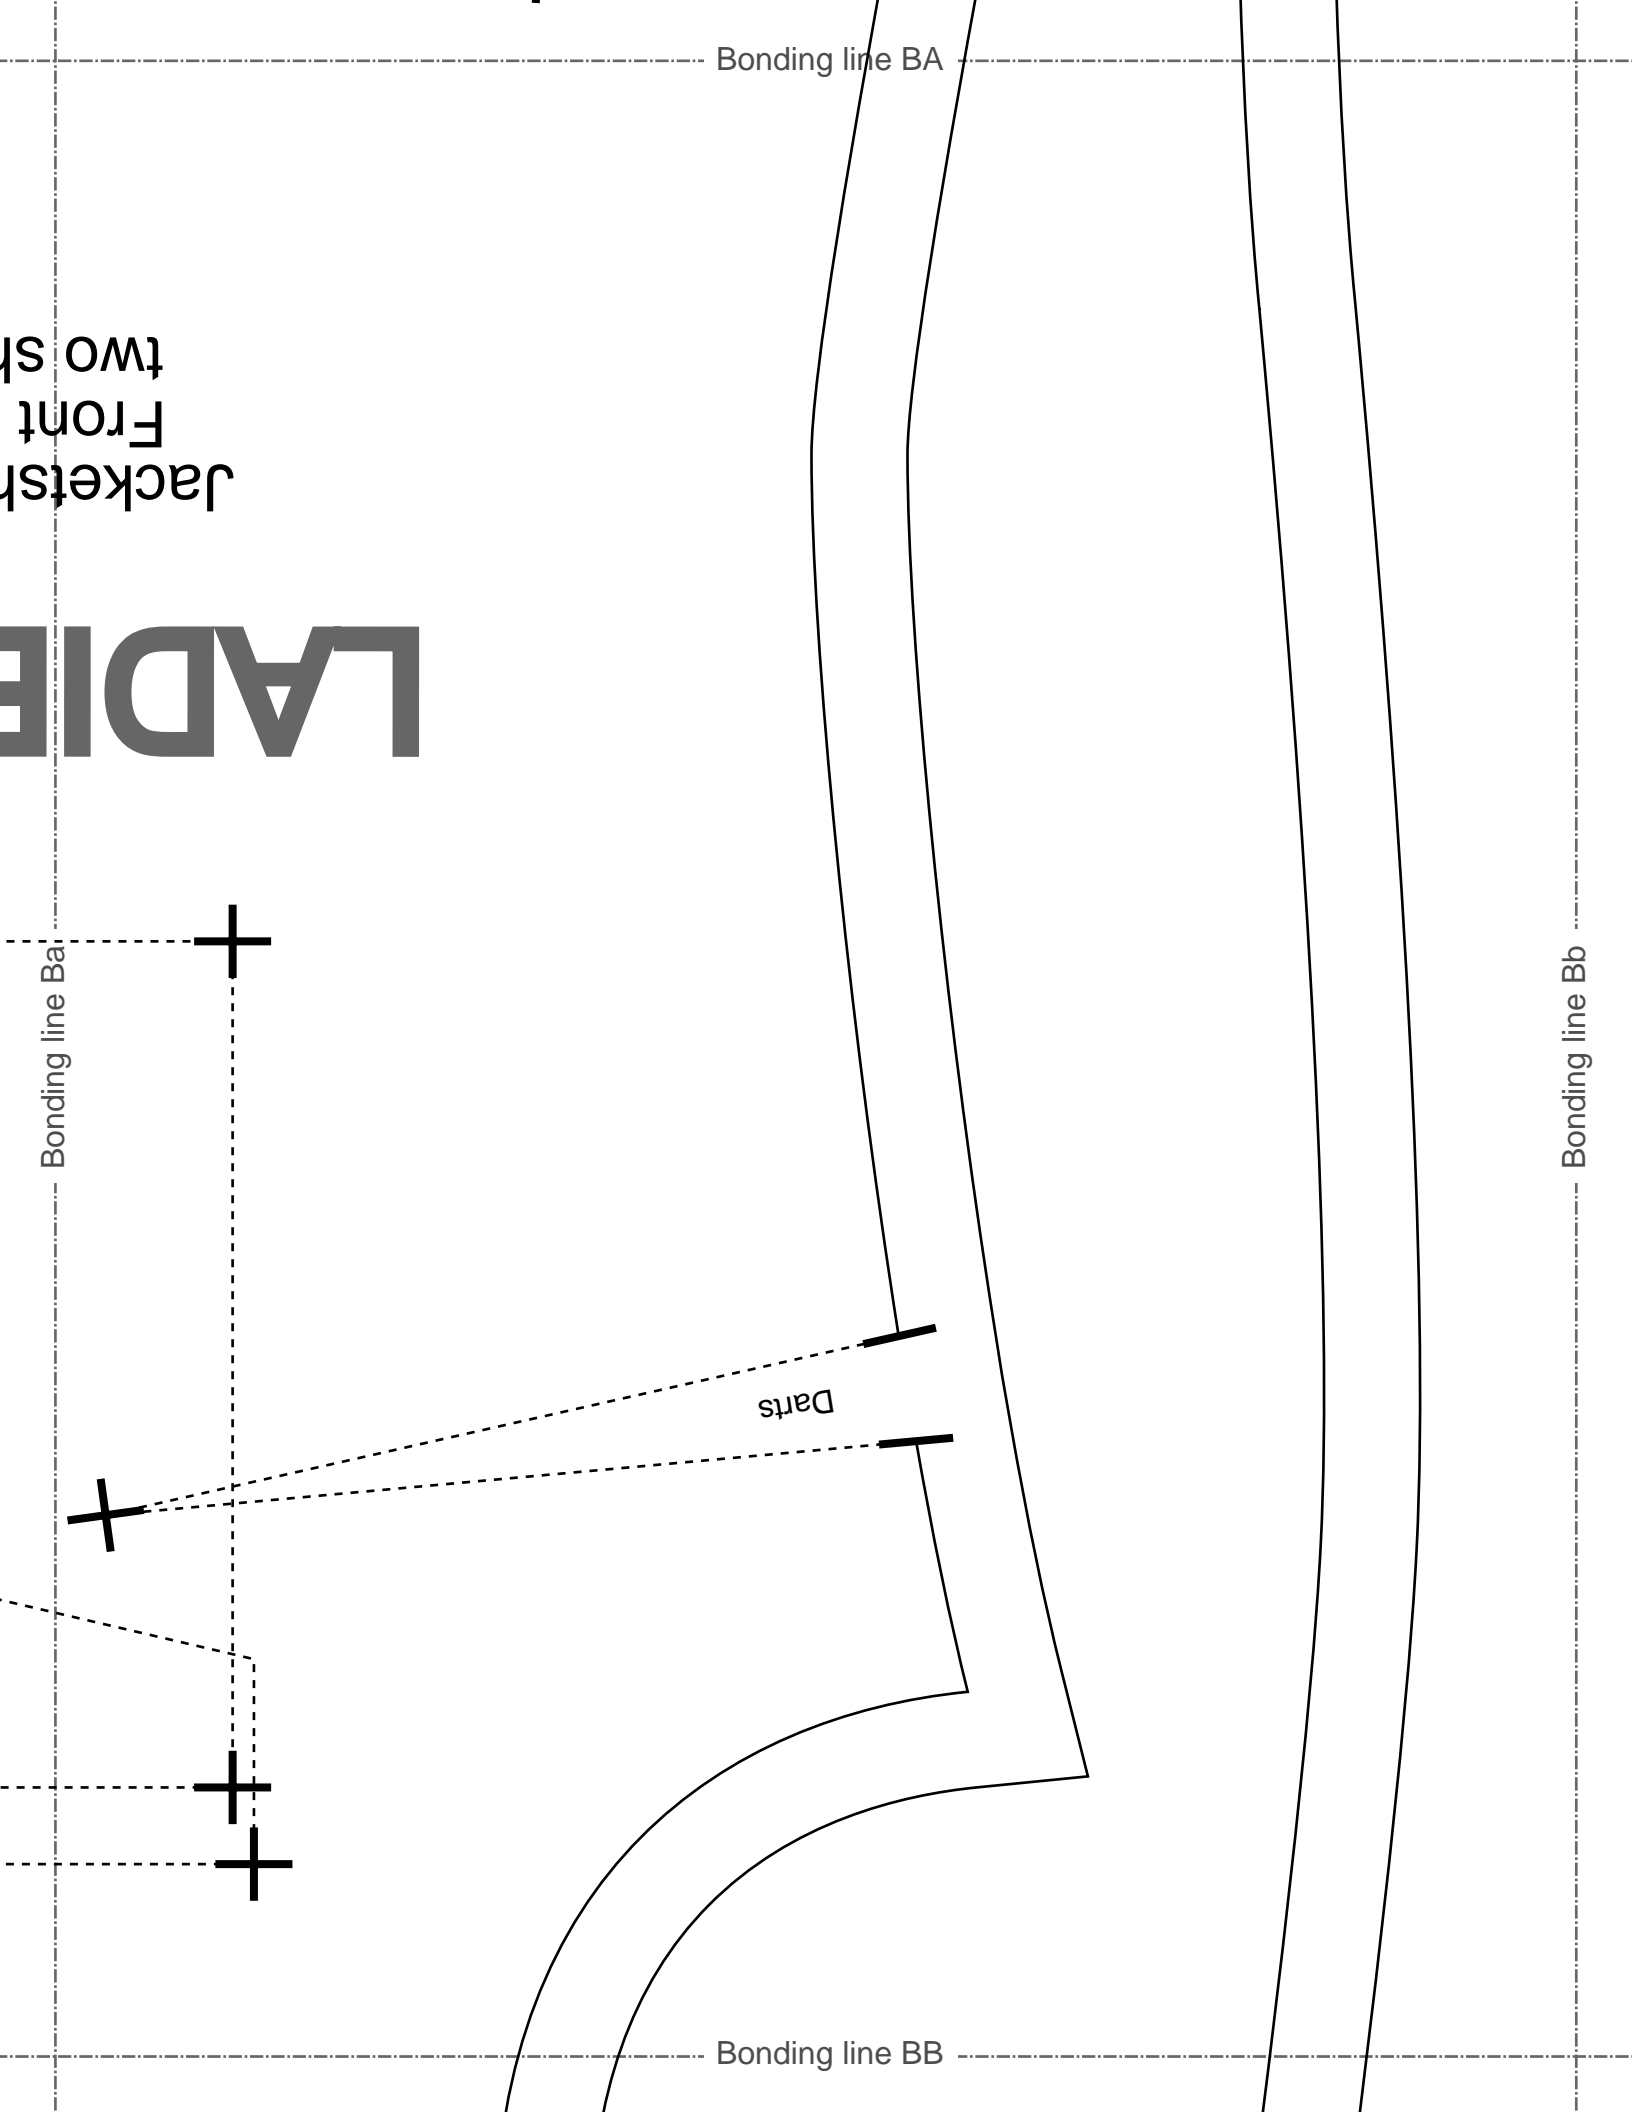 Bonding line BA
two sh
Front
Jacketsh
LADIE
Bonding line Ba
Bonding line Bb
Darts
Bonding line BB